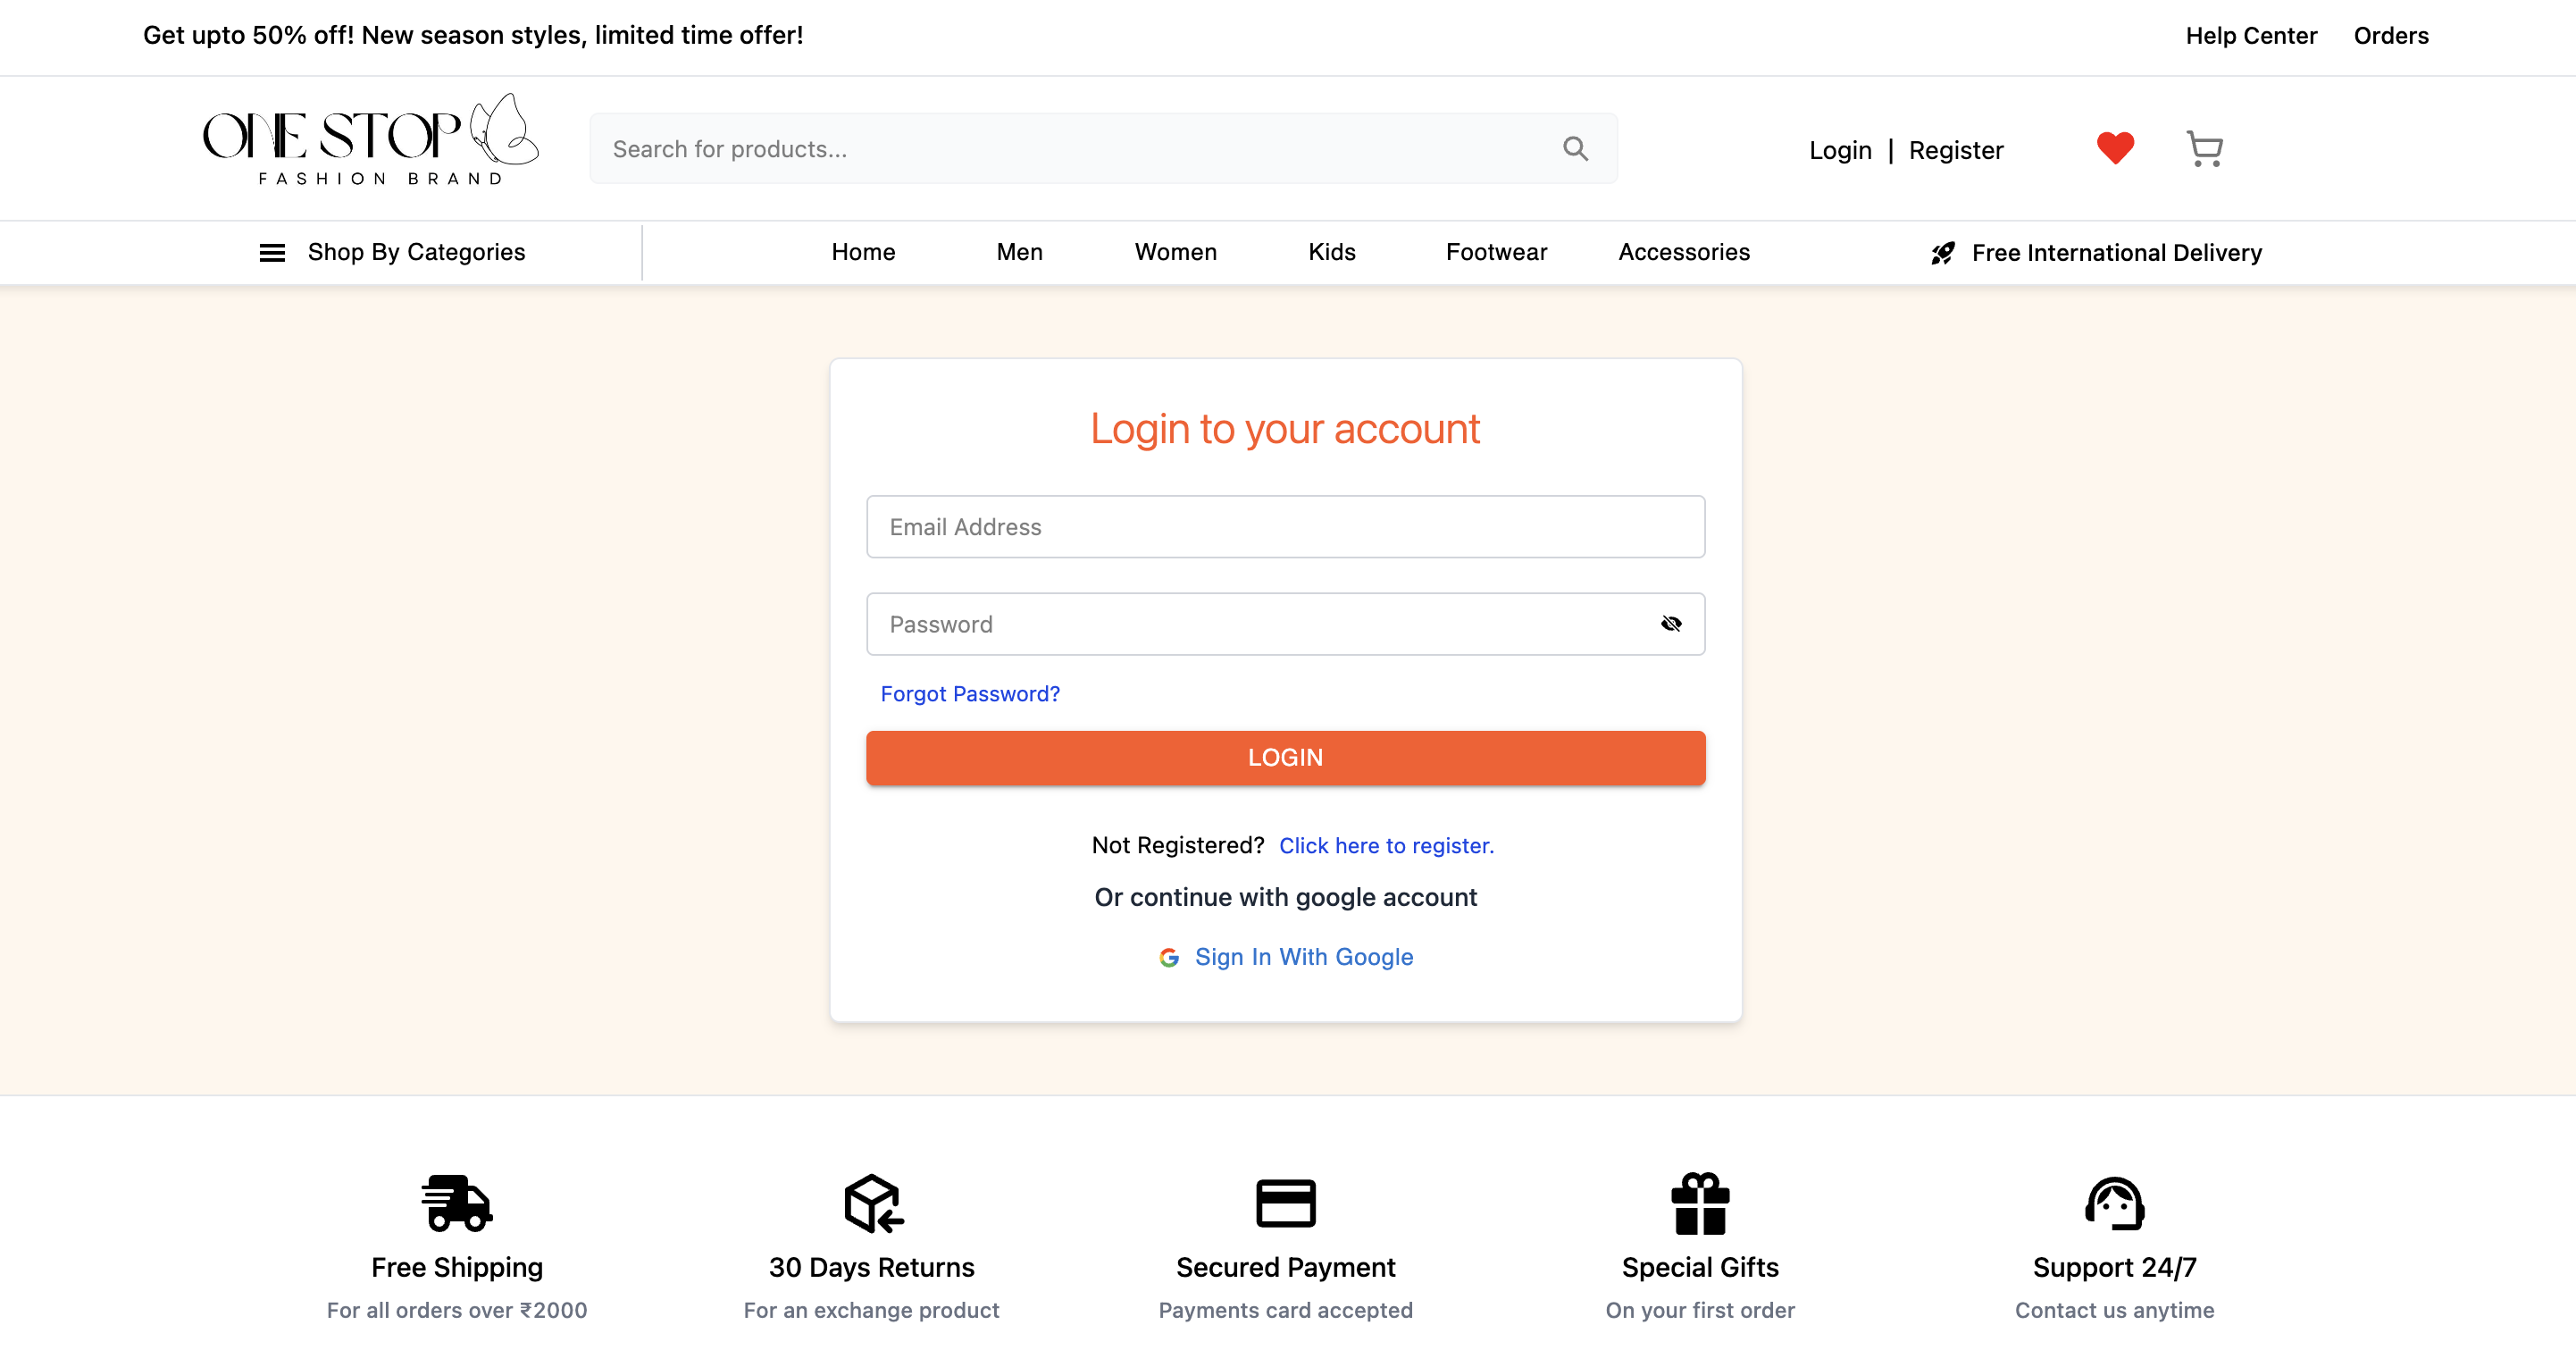 Get upto 50% off! New season styles, limited time offer!
Help Center Orders
ONE STOP
FASHION BRAND
Search for products...
Login | Register
Shop By Categories
Home Men Women Kids Footwear Accessories
Free International Delivery
Login to your account
Email Address
Password
Forgot Password?
LOGIN
Not Registered? Click here to register.
Or continue with google account
Sign In With Google
Free Shipping
For all orders over ₹2000
30 Days Returns
For an exchange product
Secured Payment
Payments card accepted
Special Gifts
On your first order
Support 24/7
Contact us anytime